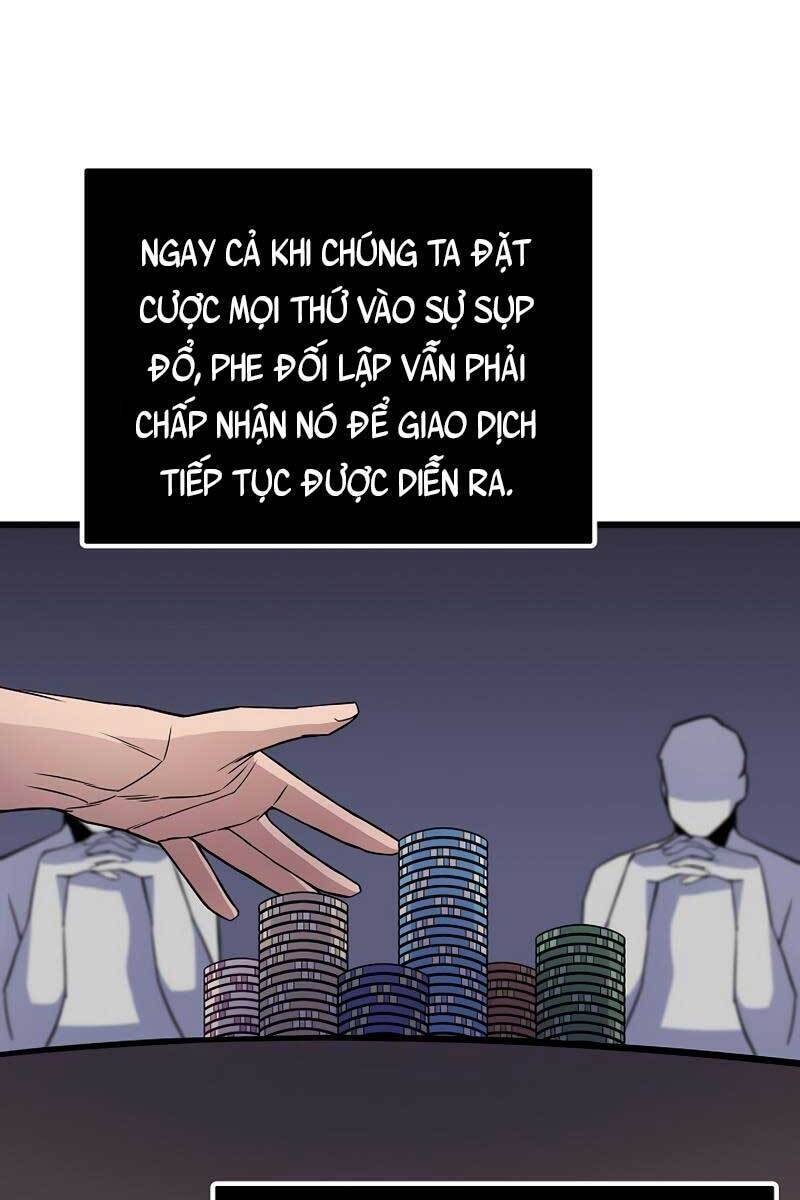 NGAY CẢ KHI CHÚNG TA ĐẶT
CƯỢC MỌI THỨ VÀO SỰ SỤP
ĐỔ, PHE ĐỐI LẬP VẪN PHẢI
CHẤP NHẬN NÓ ĐỂ GIAO DỊCH
TIẾP TỤC ĐƯỢC DIỄN RA.